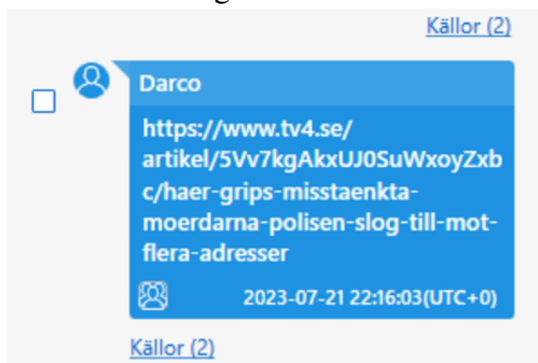 Källor (2)
Darco
https://www.tv4.se/
artikel/5Vv7kgAkxUJ0SuWxoyZxb
c/haer-grips-misstaenkta-
moerdarna-polisen-slog-till-mot-
flera-adresser
2023-07-21 22:16:03(UTC+0)
Källor (2)